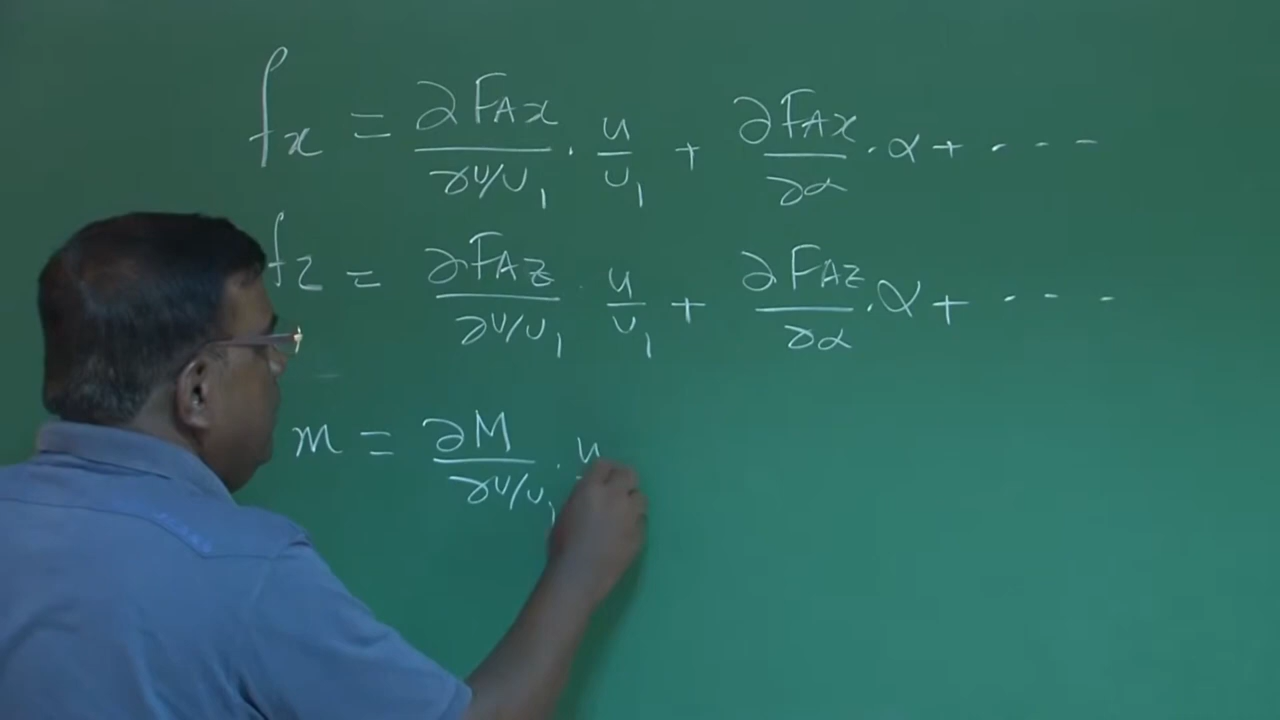 fx = ∂FAx/∂u/U1 · u/U1 + ∂FAx/∂α · α + · - - -
fz = ∂FAz/∂u/U1 · u/U1 + ∂FAz/∂α · α + · - - -
m = ∂M/∂u/U1 · u